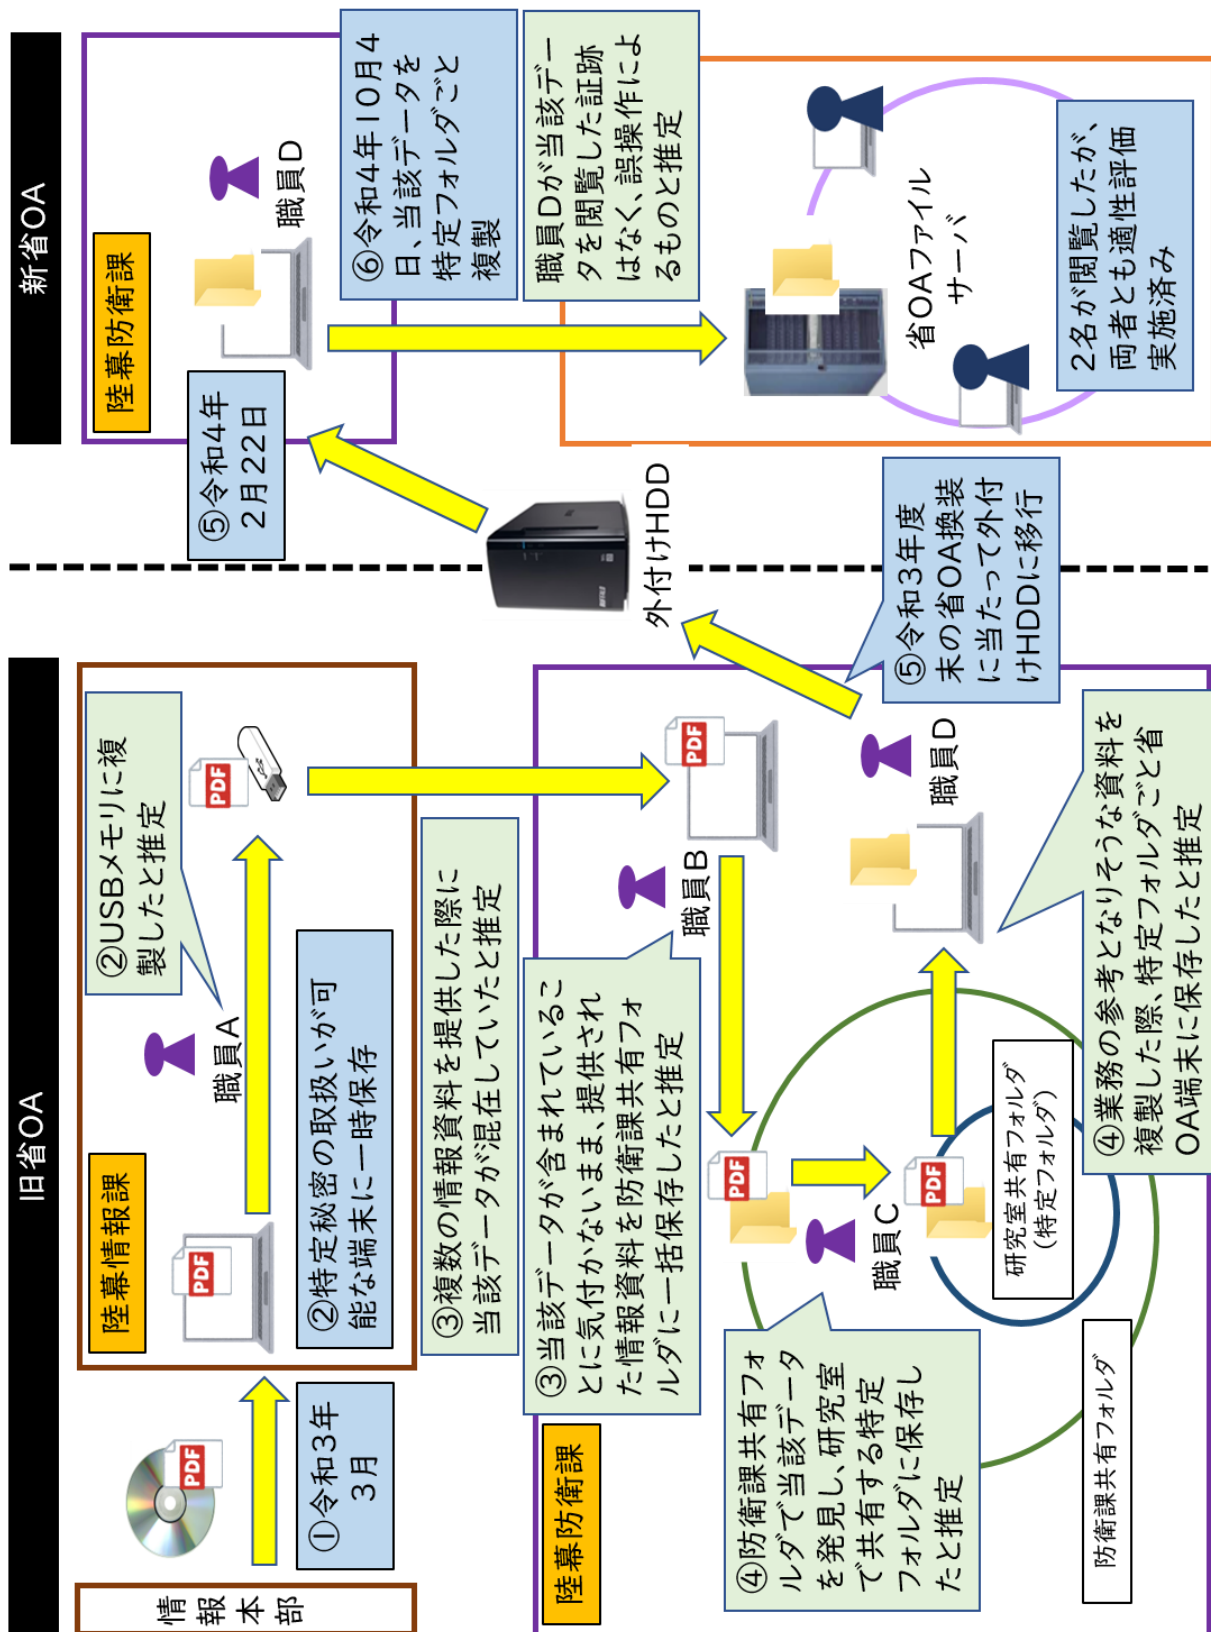 旧省OA
新省OA
情報本部
PDF
①令和3年
3月
陸幕情報課
PDF
②特定秘密の取扱いが可
能な端末に一時保存
職員A
②USBメモリに複
製したと推定
PDF
③複数の情報資料を提供した際に
当該データが混在していたと推定
陸幕防衛課
③当該データが含まれているこ
とに気付かないまま、提供され
た情報資料を防衛課共有フォ
ルダに一括保存したと推定
職員B
PDF
④防衛課共有フォ
ルダで当該データ
を発見し、研究室
で共有する特定
フォルダに保存し
たと推定
PDF
職員C
PDF
研究室共有フォルダ
(特定フォルダ)
防衛課共有フォルダ
職員D
④業務の参考となりそうな資料を
複製した際、特定フォルダごと省
OA端末に保存したと推定
⑤令和3年度
末の省OA換装
に当たって外付
けHDDに移行
外付けHDD
⑤令和4年
2月22日
陸幕防衛課
職員D
⑥令和4年10月4
日、当該データを
特定フォルダごと
複製
職員Dが当該デー
タを閲覧した証跡
はなく、誤操作によ
るものと推定
省OAファイル
サーバ
2名が閲覧したが、
両者とも適性評価
実施済み